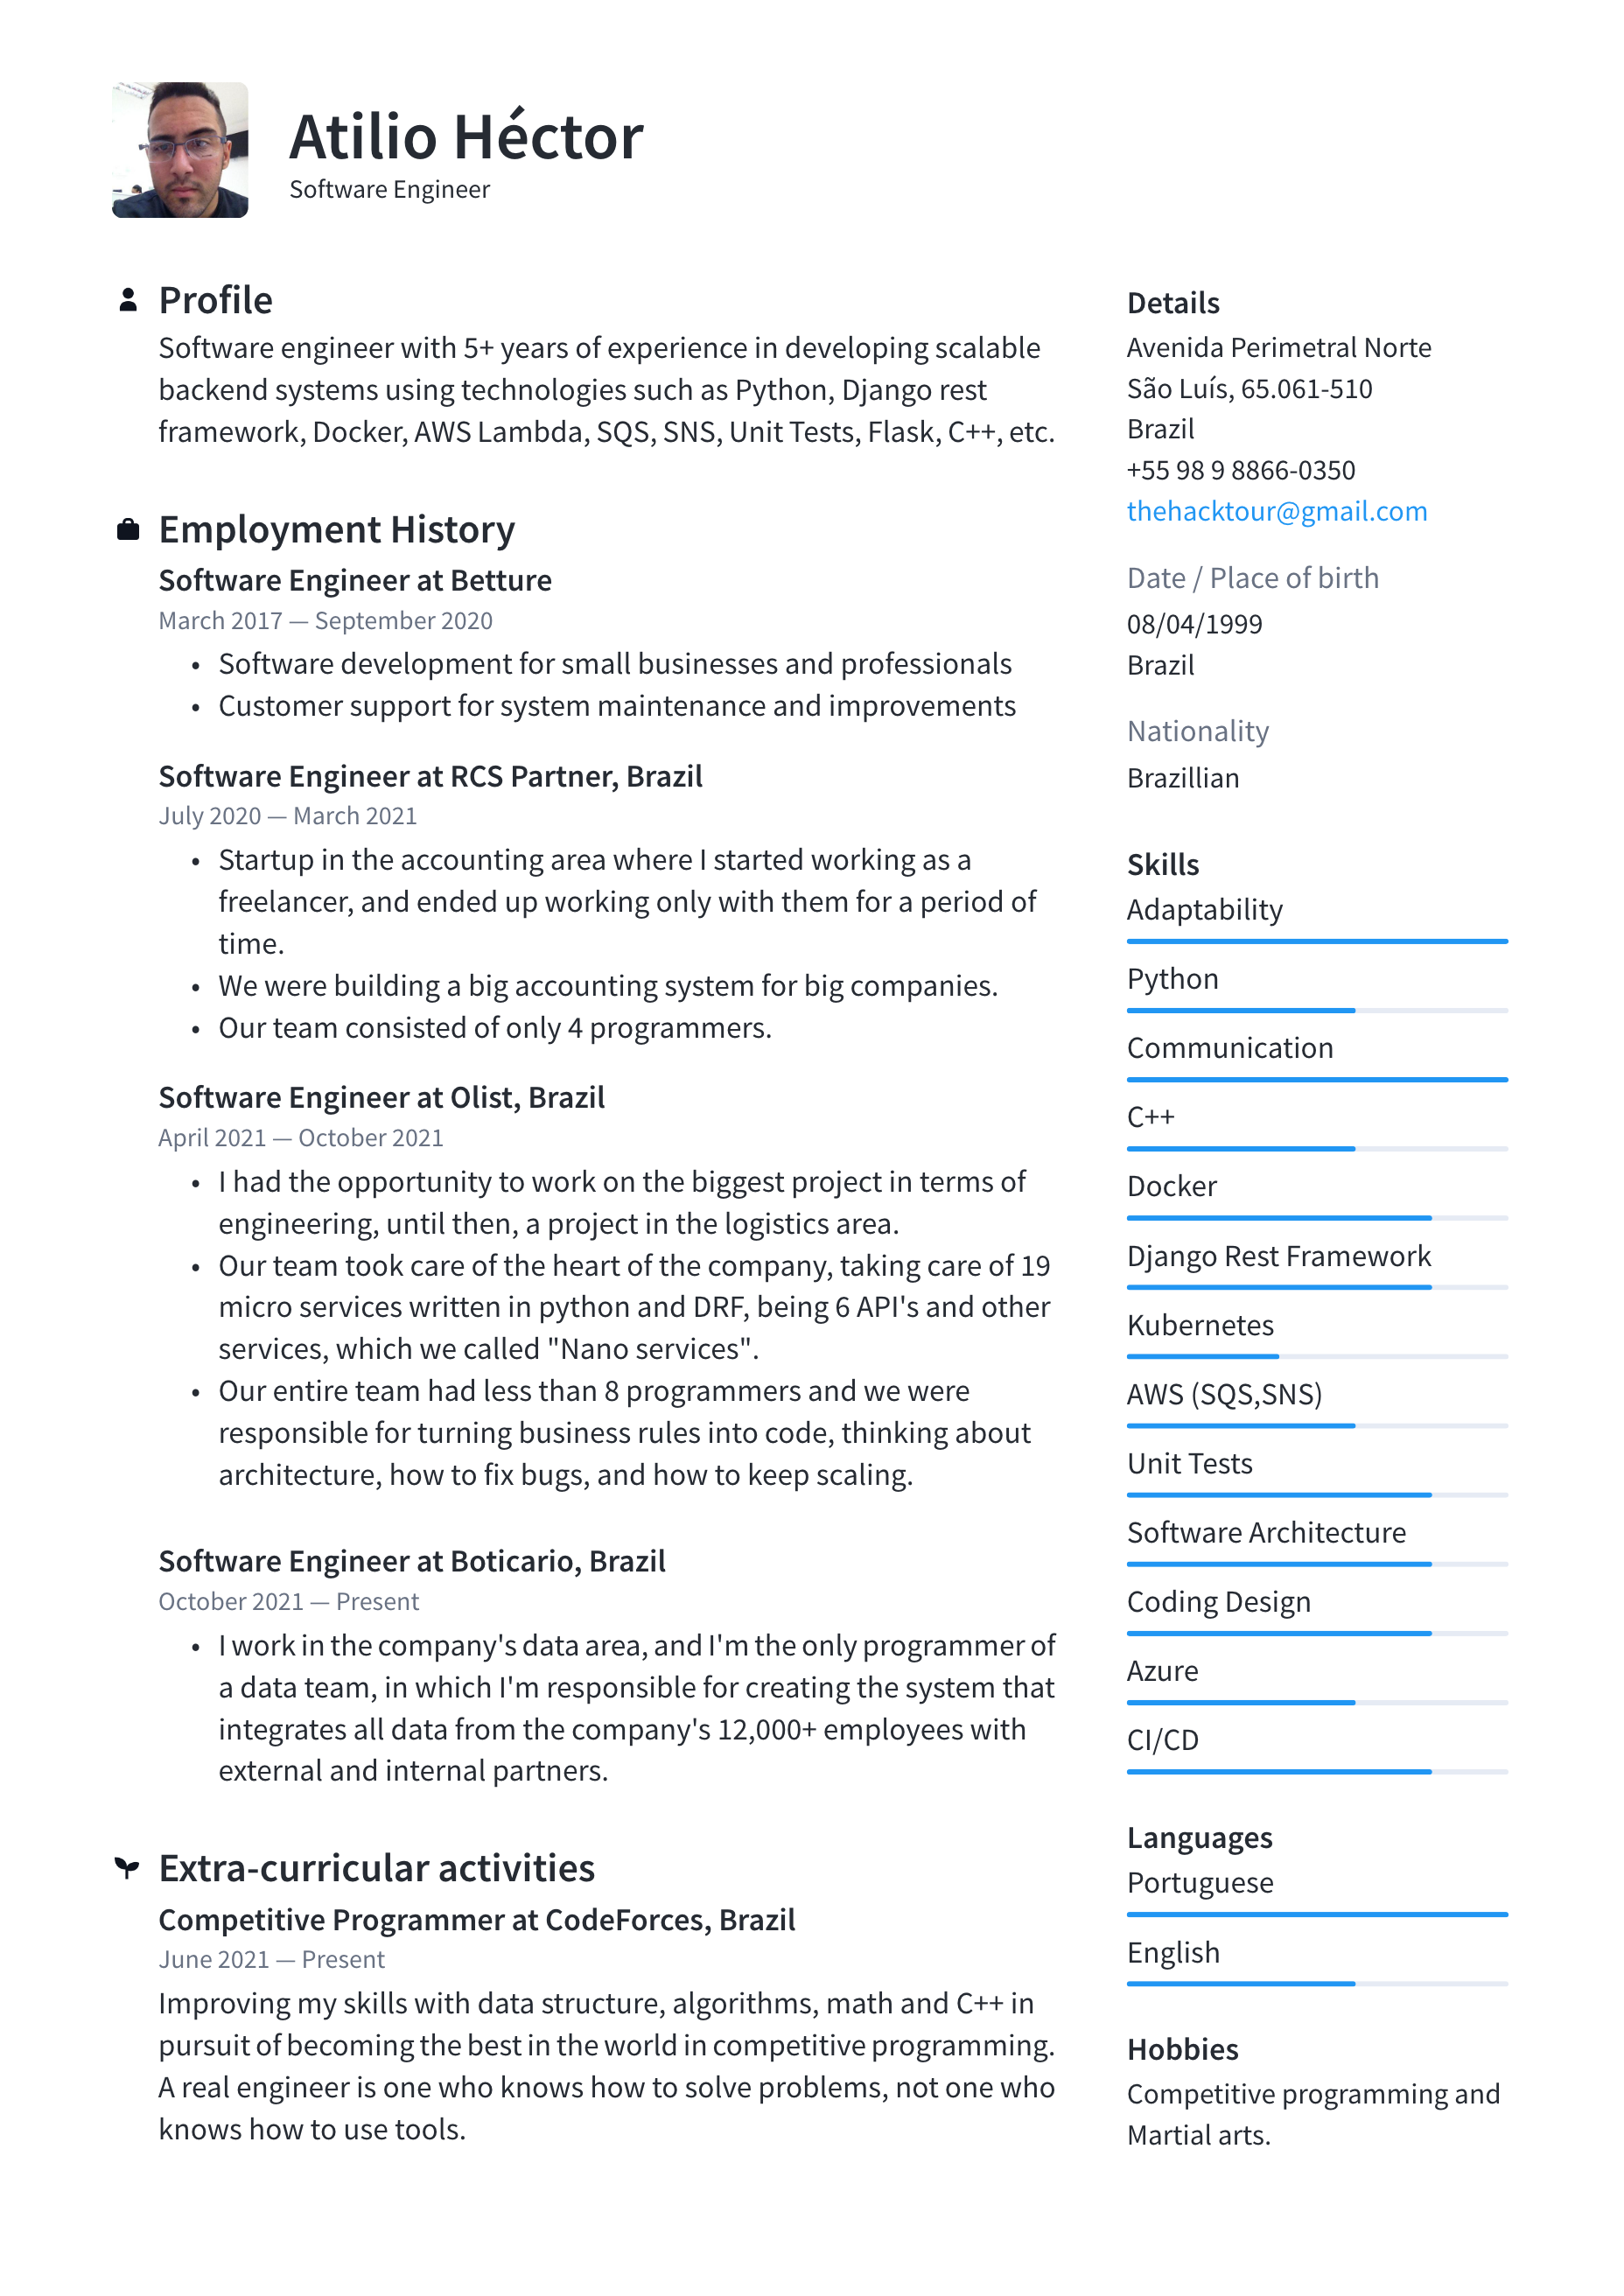 Atilio Héctor
Software Engineer
Profile
Software engineer with 5+ years of experience in developing scalable
backend systems using technologies such as Python, Django rest
framework, Docker, AWS Lambda, SQS, SNS, Unit Tests, Flask, C++, etc.
Employment History
Software Engineer at Betture
March 2017 — September 2020
• Software development for small businesses and professionals
• Customer support for system maintenance and improvements
Software Engineer at RCS Partner, Brazil
July 2020 — March 2021
• Startup in the accounting area where I started working as a
freelancer, and ended up working only with them for a period of
time.
• We were building a big accounting system for big companies.
• Our team consisted of only 4 programmers.
Software Engineer at Olist, Brazil
April 2021 — October 2021
• I had the opportunity to work on the biggest project in terms of
engineering, until then, a project in the logistics area.
• Our team took care of the heart of the company, taking care of 19
micro services written in python and DRF, being 6 API's and other
services, which we called "Nano services".
• Our entire team had less than 8 programmers and we were
responsible for turning business rules into code, thinking about
architecture, how to fix bugs, and how to keep scaling.
Software Engineer at Boticario, Brazil
October 2021 — Present
• I work in the company's data area, and I'm the only programmer of
a data team, in which I'm responsible for creating the system that
integrates all data from the company's 12,000+ employees with
external and internal partners.
Extra-curricular activities
Competitive Programmer at CodeForces, Brazil
June 2021 — Present
Improving my skills with data structure, algorithms, math and C++ in
pursuit of becoming the best in the world in competitive programming.
A real engineer is one who knows how to solve problems, not one who
knows how to use tools.
Details
Avenida Perimetral Norte
São Luís, 65.061-510
Brazil
+55 98 9 8866-0350
thehacktour@gmail.com
Date / Place of birth
08/04/1999
Brazil
Nationality
Brazillian
Skills
Adaptability
Python
Communication
C++
Docker
Django Rest Framework
Kubernetes
AWS (SQS,SNS)
Unit Tests
Software Architecture
Coding Design
Azure
CI/CD
Languages
Portuguese
English
Hobbies
Competitive programming and
Martial arts.